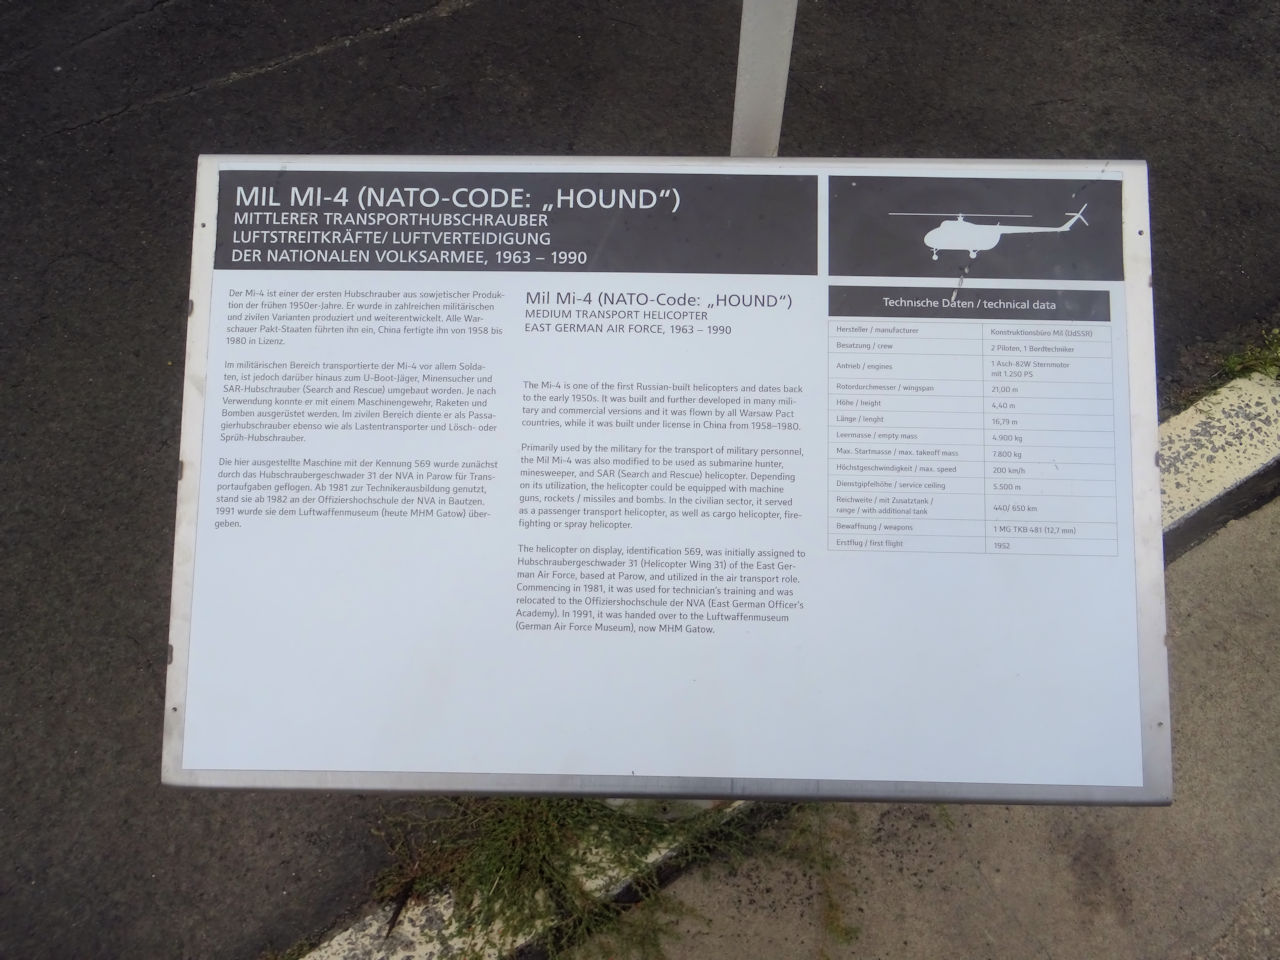 MIL MI-4 (NATO-CODE: „HOUND“)
MITTLERER TRANSPORTHUBSCHRAUBER
LUFTSTREITKRÄFTE/ LUFTVERTEIDIGUNG
DER NATIONALEN VOLKSARMEE, 1963 – 1990
Der Mi-4 ist einer der ersten Hubschrauber aus sowjetischer Produk-
tion der frühen 1950er-Jahre. Er wurde in zahlreichen militärischen
und zivilen Varianten produziert und weiterentwickelt. Alle War-
schauer Pakt-Staaten führten ihn ein, China fertigte ihn von 1958 bis
1980 in Lizenz.
Im militärischen Bereich transportierte der Mi-4 vor allem Solda-
ten, ist jedoch darüber hinaus zum U-Boot-Jäger, Minensucher und
SAR-Hubschrauber (Search and Rescue) umgebaut worden. Je nach
Verwendung konnte er mit einem Maschinengewehr, Raketen und
Bomben ausgerüstet werden. Im zivilen Bereich diente er als Passa-
gierhubschrauber ebenso wie als Lastentransporter und Lösch- oder
Sprüh-Hubschrauber.
Die hier ausgestellte Maschine mit der Kennung 569 wurde zunächst
durch das Hubschraubergeschwader 31 der NVA in Parow für Trans-
portaufgaben geflogen. Ab 1981 zur Technikerausbildung genutzt,
stand sie ab 1982 an der Offiziershochschule der NVA in Bautzen.
1991 wurde sie dem Luftwaffenmuseum (heute MHM Gatow) über-
geben.
Mil Mi-4 (NATO-Code: „HOUND“)
MEDIUM TRANSPORT HELICOPTER
EAST GERMAN AIR FORCE, 1963 – 1990
The Mi-4 is one of the first Russian-built helicopters and dates back
to the early 1950s. It was built and further developed in many mili-
tary and commercial versions and it was flown by all Warsaw Pact
countries, while it was built under license in China from 1958–1980.
Primarily used by the military for the transport of military personnel,
the Mil Mi-4 was also modified to be used as submarine hunter,
minesweeper, and SAR (Search and Rescue) helicopter. Depending
on its utilization, the helicopter could be equipped with machine
guns, rockets / missiles and bombs. In the civilian sector, it served
as a passenger transport helicopter, as well as cargo helicopter, fire-
fighting or spray helicopter.
The helicopter on display, identification 569, was initially assigned to
Hubschraubergeschwader 31 (Helicopter Wing 31) of the East Ger-
man Air Force, based at Parow, and utilized in the air transport role.
Commencing in 1981, it was used for technician's training and was
relocated to the Offiziershochschule der NVA (East German Officer's
Academy). In 1991, it was handed over to the Luftwaffenmuseum
(German Air Force Museum), now MHM Gatow.
Technische Daten / technical data
Hersteller / manufacturer Konstruktionsbüro Mil (UdSSR)
Besatzung / crew 2 Piloten, 1 Bordtechniker
Antrieb / engines 1 Asch-82W Sternmotor
mit 1.250 PS
Rotordurchmesser / wingspan 21,00 m
Höhe / height 4,40 m
Länge / lenght 16,79 m
Leermasse / empty mass 4.900 kg
Max. Startmasse / max. takeoff mass 7.800 kg
Höchstgeschwindigkeit / max. speed 200 km/h
Dienstgipfelhöhe / service ceiling 5.500 m
Reichweite / mit Zusatztank /
range / with additional tank 440/ 650 km
Bewaffnung / weapons 1 MG TKB 481 (12,7 mm)
Erstflug / first flight 1952